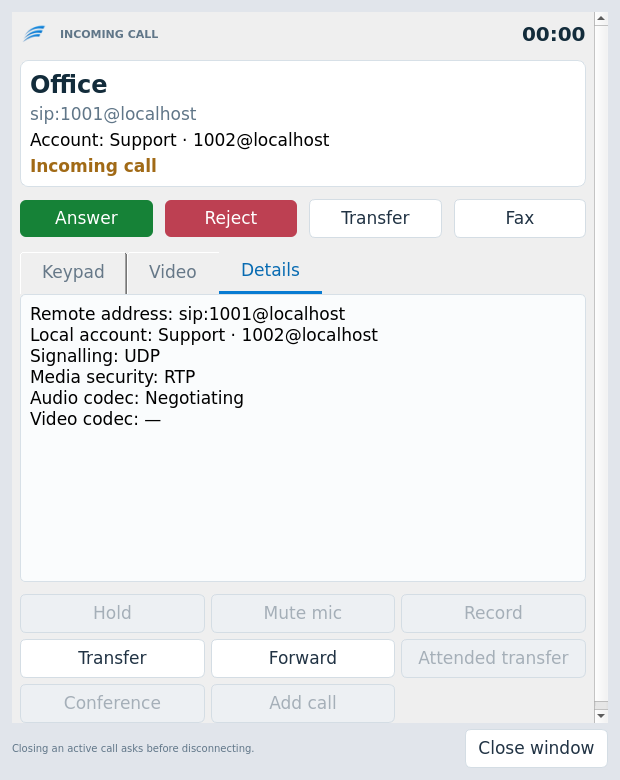 INCOMING CALL 00:00
Office
sip:1001@localhost
Account: Support · 1002@localhost
Incoming call
Answer Reject Transfer Fax
Keypad Video Details
Remote address: sip:1001@localhost
Local account: Support · 1002@localhost
Signalling: UDP
Media security: RTP
Audio codec: Negotiating
Video codec: —
Hold Mute mic Record
Transfer Forward Attended transfer
Conference Add call
Closing an active call asks before disconnecting. Close window